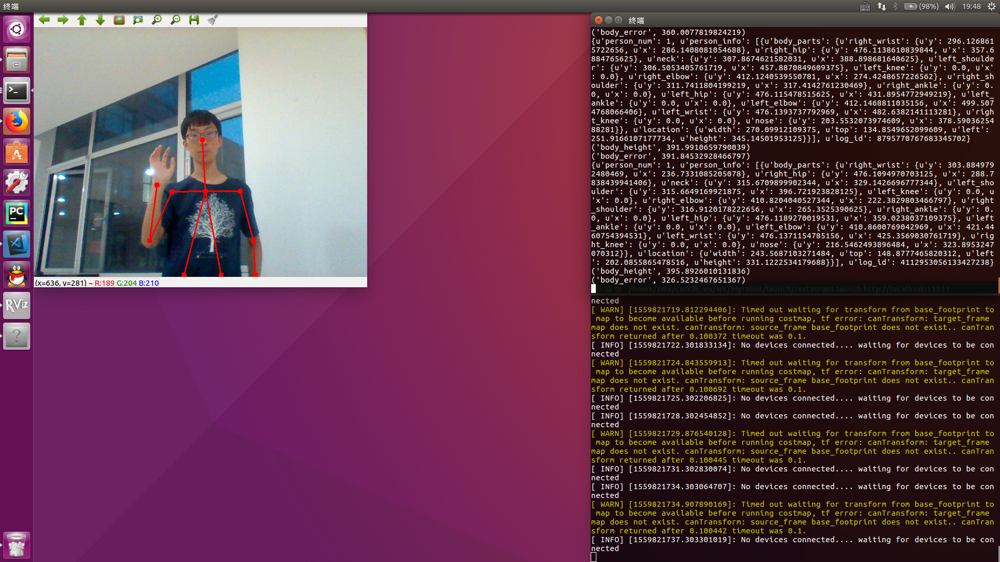 终端
(98%)
19:48
PC
RViz
?
(x=636, y=281) ~ R:189 G:204 B:210
终端
('body_error', 360.0077819824219)
{u'person_num': 1, u'person_info': [{u'body_parts': {u'right_wrist': {u'y': 296.126861
5722656, u'x': 286.1408081054688}, u'right_hip': {u'y': 476.1138610839844, u'x': 357.6
884765625}, u'neck': {u'y': 307.8674621582031, u'x': 388.898681640625}, u'left_shoulde
r': {u'y': 306.5053405761719, u'x': 457.8870849609375}, u'left_knee': {u'y': 0.0, u'x'
: 0.0}, u'right_elbow': {u'y': 412.1240539550781, u'x': 274.4248657226562}, u'right_sh
oulder': {u'y': 311.7411804199219, u'x': 317.4142761230469}, u'right_ankle': {u'y': 0.
0, u'x': 0.0}, u'left_hip': {u'y': 476.115478515625, u'x': 431.8954772949219}, u'left_
ankle': {u'y': 0.0, u'x': 0.0}, u'left_elbow': {u'y': 412.1468811035156, u'x': 499.507
4768066406}, u'left_wrist': {u'y': 476.1393737792969, u'x': 482.6382141113281}, u'righ
t_knee': {u'y': 0.0, u'x': 0.0}, u'nose': {u'y': 203.5532073974609, u'x': 378.59036254
88281}}, u'location': {u'width': 270.09912109375, u'top': 134.8549652099609, u'left':
251.9166107177734, u'height': 345.14501953125}}], u'log_id': 8795770767683345702}
('body_height', 391.9910659790039)
('body_error', 391.84532928466797)
{u'person_num': 1, u'person_info': [{u'body_parts': {u'right_wrist': {u'y': 303.884979
2480469, u'x': 236.7331085205078}, u'right_hip': {u'y': 476.1094970703125, u'x': 288.7
838439941406}, u'neck': {u'y': 315.6709899902344, u'x': 329.1426696777344}, u'left_sho
ulder': {u'y': 315.6649169921875, u'x': 396.721923828125}, u'left_knee': {u'y': 0.0, u
'x': 0.0}, u'right_elbow': {u'y': 410.8204040527344, u'x': 222.3829803466797}, u'right
_shoulder': {u'y': 316.9120178222656, u'x': 265.3525390625}, u'right_ankle': {u'y': 0.
0, u'x': 0.0}, u'left_hip': {u'y': 476.1189270019531, u'x': 359.0238037109375}, u'left
_ankle': {u'y': 0.0, u'x': 0.0}, u'left_elbow': {u'y': 410.8600769042969, u'x': 421.44
60754394531}, u'left_wrist': {u'y': 476.1371154785156, u'x': 425.3569030761719}, u'rig
ht_knee': {u'y': 0.0, u'x': 0.0}, u'nose': {u'y': 216.5462493896484, u'x': 323.8953247
070312}}, u'location': {u'width': 243.5687103271484, u'top': 148.8777465820312, u'left
': 202.0855865478516, u'height': 331.1222534179688}}], u'log_id': 4112953056133427238}
('body_height', 395.8926010131836)
('body_error', 326.5232467651367)
/home/zmx/catkin_ws/src/Myrobot/launch/restaurant.launch http://localhost:11311
nected
[ WARN] [1559821719.812294406]: Timed out waiting for transform from base_footprint to
 map to become available before running costmap, tf error: canTransform: target_frame
map does not exist. canTransform: source_frame base_footprint does not exist.. canTran
sform returned after 0.100372 timeout was 0.1.
[ INFO] [1559821722.301833134]: No devices connected.... waiting for devices to be con
nected
[ WARN] [1559821724.843559913]: Timed out waiting for transform from base_footprint to
 map to become available before running costmap, tf error: canTransform: target_frame
map does not exist. canTransform: source_frame base_footprint does not exist.. canTran
sform returned after 0.100692 timeout was 0.1.
[ INFO] [1559821725.302206825]: No devices connected.... waiting for devices to be con
nected
[ INFO] [1559821728.302454852]: No devices connected.... waiting for devices to be con
nected
[ WARN] [1559821729.876540128]: Timed out waiting for transform from base_footprint to
 map to become available before running costmap, tf error: canTransform: target_frame
map does not exist. canTransform: source_frame base_footprint does not exist.. canTran
sform returned after 0.100445 timeout was 0.1.
[ INFO] [1559821731.302830074]: No devices connected.... waiting for devices to be con
nected
[ INFO] [1559821734.303064707]: No devices connected.... waiting for devices to be con
nected
[ WARN] [1559821734.907890169]: Timed out waiting for transform from base_footprint to
 map to become available before running costmap, tf error: canTransform: target_frame
map does not exist. canTransform: source_frame base_footprint does not exist.. canTran
sform returned after 0.100442 timeout was 0.1.
[ INFO] [1559821737.303301019]: No devices connected.... waiting for devices to be con
nected